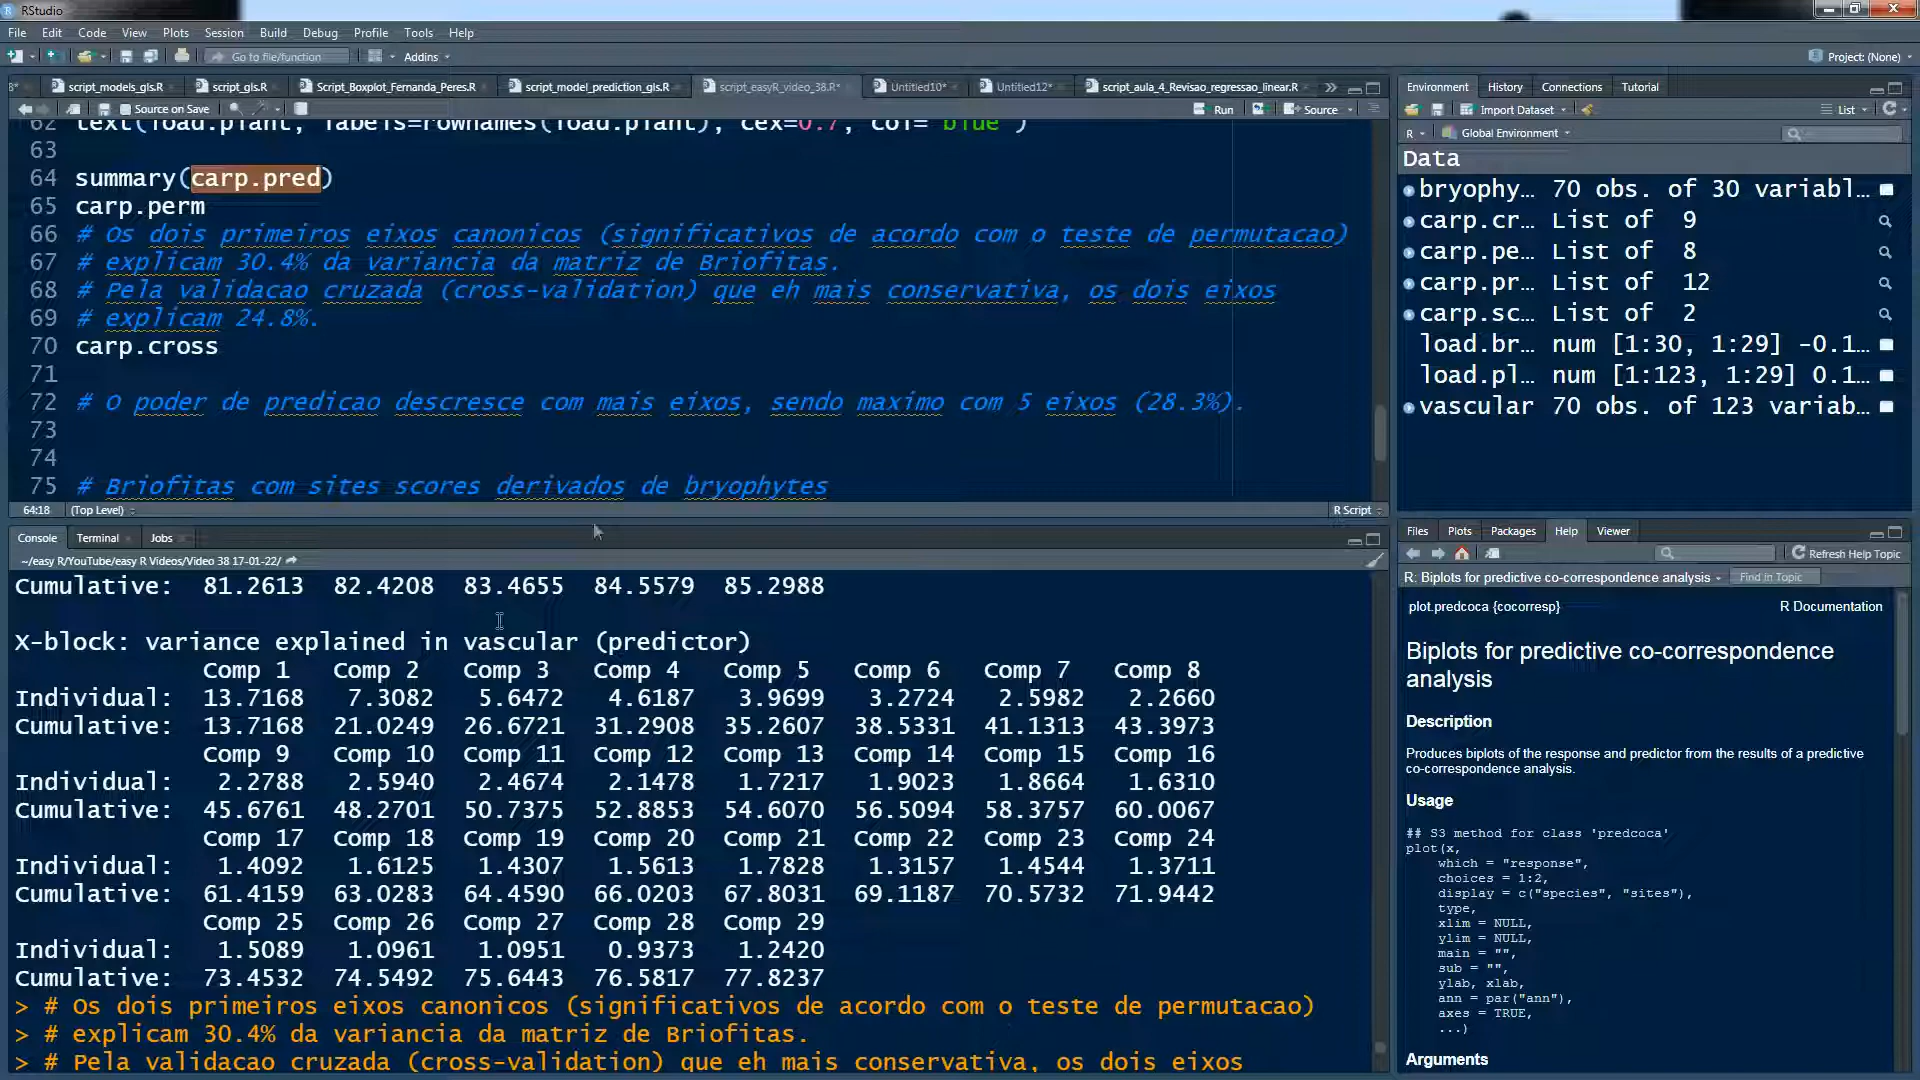 RStudio
File Edit Code View Plots Session Build Debug Profile Tools Help
Go to file/function Addins Project: (None)
script_models_gls.R script_gls.R Script_Boxplot_Fernanda_Peres.R script_model_prediction_gls.R script_easyR_video_38.R* Untitled10* Untitled12* script_aula_4_Revisao_regressao_linear.R
Source on Save Run Source
62 text(load.plant, labels=rownames(load.plant), cex=0.7, col="blue")
63
64 summary(carp.pred)
65 carp.perm
66 # Os dois primeiros eixos canonicos (significativos de acordo com o teste de permutacao)
67 # explicam 30.4% da variancia da matriz de Briofitas.
68 # Pela validacao cruzada (cross-validation) que eh mais conservativa, os dois eixos
69 # explicam 24.8%.
70 carp.cross
71
72 # O poder de predicao descresce com mais eixos, sendo maximo com 5 eixos (28.3%).
73
74
75 # Briofitas com sites scores derivados de bryophytes
64:18 (Top Level) R Script
Console Terminal Jobs
~/easy R/YouTube/easy R Videos/Video 38 17-01-22/
Cumulative: 81.2613 82.4208 83.4655 84.5579 85.2988
X-block: variance explained in vascular (predictor)
Comp 1 Comp 2 Comp 3 Comp 4 Comp 5 Comp 6 Comp 7 Comp 8
Individual: 13.7168 7.3082 5.6472 4.6187 3.9699 3.2724 2.5982 2.2660
Cumulative: 13.7168 21.0249 26.6721 31.2908 35.2607 38.5331 41.1313 43.3973
Comp 9 Comp 10 Comp 11 Comp 12 Comp 13 Comp 14 Comp 15 Comp 16
Individual: 2.2788 2.5940 2.4674 2.1478 1.7217 1.9023 1.8664 1.6310
Cumulative: 45.6761 48.2701 50.7375 52.8853 54.6070 56.5094 58.3757 60.0067
Comp 17 Comp 18 Comp 19 Comp 20 Comp 21 Comp 22 Comp 23 Comp 24
Individual: 1.4092 1.6125 1.4307 1.5613 1.7828 1.3157 1.4544 1.3711
Cumulative: 61.4159 63.0283 64.4590 66.0203 67.8031 69.1187 70.5732 71.9442
Comp 25 Comp 26 Comp 27 Comp 28 Comp 29
Individual: 1.5089 1.0961 1.0951 0.9373 1.2420
Cumulative: 73.4532 74.5492 75.6443 76.5817 77.8237
> # Os dois primeiros eixos canonicos (significativos de acordo com o teste de permutacao)
> # explicam 30.4% da variancia da matriz de Briofitas.
> # Pela validacao cruzada (cross-validation) que eh mais conservativa, os dois eixos
Environment History Connections Tutorial
Import Dataset List
R Global Environment
Data
bryophy… 70 obs. of 30 variabl…
carp.cr… List of 9
carp.pe… List of 8
carp.pr… List of 12
carp.sc… List of 2
load.br… num [1:30, 1:29] -0.1…
load.pl… num [1:123, 1:29] 0.1…
vascular 70 obs. of 123 variab…
Files Plots Packages Help Viewer
Refresh Help Topic
R: Biplots for predictive co-correspondence analysis Find in Topic
plot.predcoca {cocorresp} R Documentation
Biplots for predictive co-correspondence
analysis
Description
Produces biplots of the response and predictor from the results of a predictive
co-correspondence analysis.
Usage
## S3 method for class 'predcoca'
plot(x,
which = "response",
choices = 1:2,
display = c("species", "sites"),
type,
xlim = NULL,
ylim = NULL,
main = "",
sub = "",
ylab, xlab,
ann = par("ann"),
axes = TRUE,
...)
Arguments